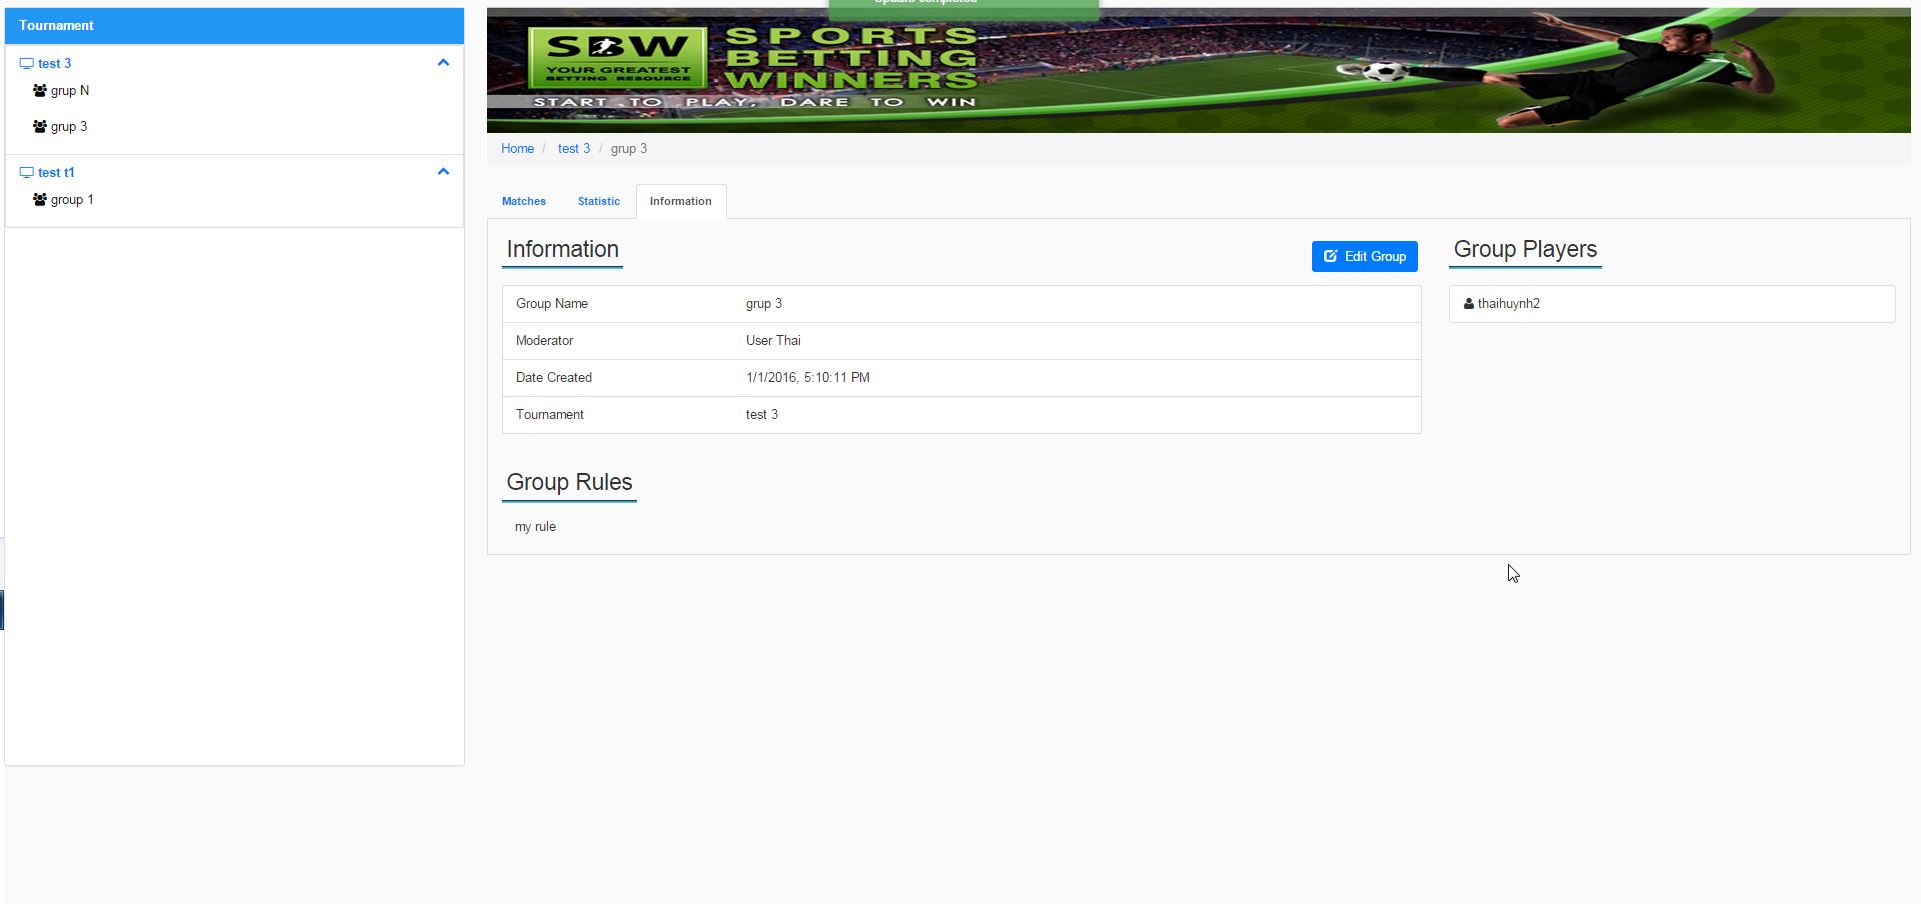 Tournament
test 3
grup N
grup 3
test t1
group 1
Update completed
SBW
YOUR GREATEST
BETTING RESOURCE
SPORTS
BETTING
WINNERS
START TO PLAY, DARE TO WIN
Home / test 3 / grup 3
Matches
Statistic
Information
Information
Edit Group
Group Name grup 3
Moderator User Thai
Date Created 1/1/2016, 5:10:11 PM
Tournament test 3
Group Rules
my rule
Group Players
thaihuynh2